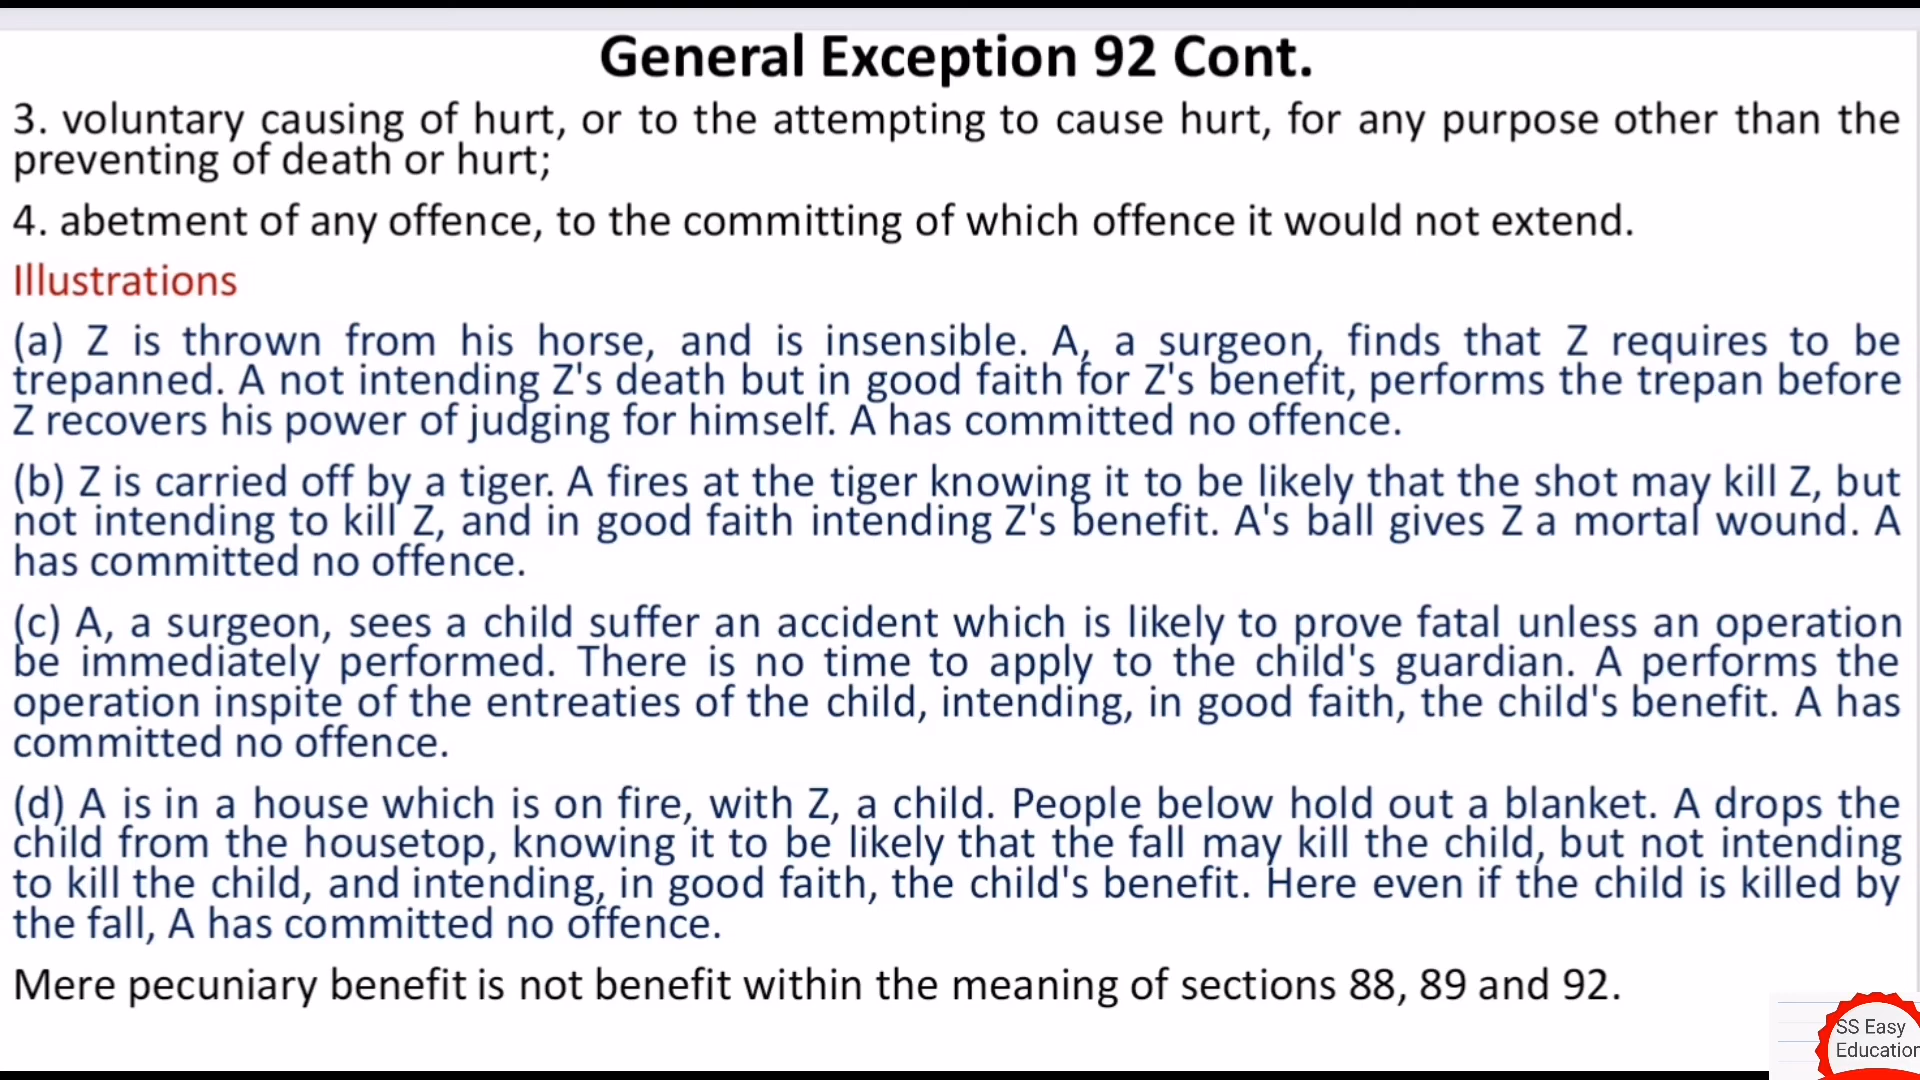 General Exception 92 Cont.
3. voluntary causing of hurt, or to the attempting to cause hurt, for any purpose other than the
preventing of death or hurt;
4. abetment of any offence, to the committing of which offence it would not extend.
Illustrations
(a) Z is thrown from his horse, and is insensible. A, a surgeon, finds that Z requires to be
trepanned. A not intending Z's death but in good faith for Z's benefit, performs the trepan before
Z recovers his power of judging for himself. A has committed no offence.
(b) Z is carried off by a tiger. A fires at the tiger knowing it to be likely that the shot may kill Z, but
not intending to kill Z, and in good faith intending Z's benefit. A's ball gives Z a mortal wound. A
has committed no offence.
(c) A, a surgeon, sees a child suffer an accident which is likely to prove fatal unless an operation
be immediately performed. There is no time to apply to the child's guardian. A performs the
operation inspite of the entreaties of the child, intending, in good faith, the child's benefit. A has
committed no offence.
(d) A is in a house which is on fire, with Z, a child. People below hold out a blanket. A drops the
child from the housetop, knowing it to be likely that the fall may kill the child, but not intending
to kill the child, and intending, in good faith, the child's benefit. Here even if the child is killed by
the fall, A has committed no offence.
Mere pecuniary benefit is not benefit within the meaning of sections 88, 89 and 92.
SS Easy
Education